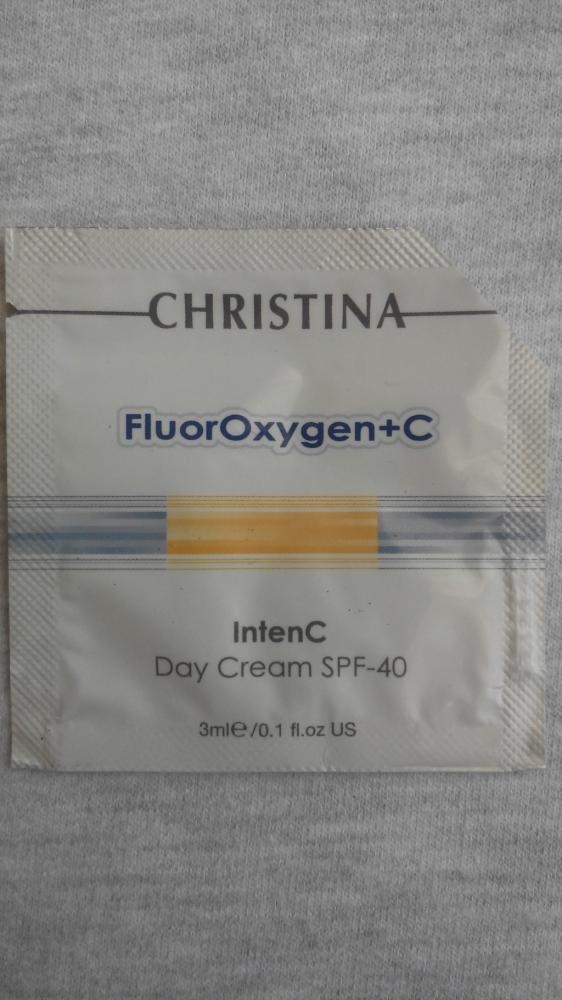 CHRISTINA
FluorOxygen+C
IntenC
Day Cream SPF-40
3ml℮/0.1 fl.oz US